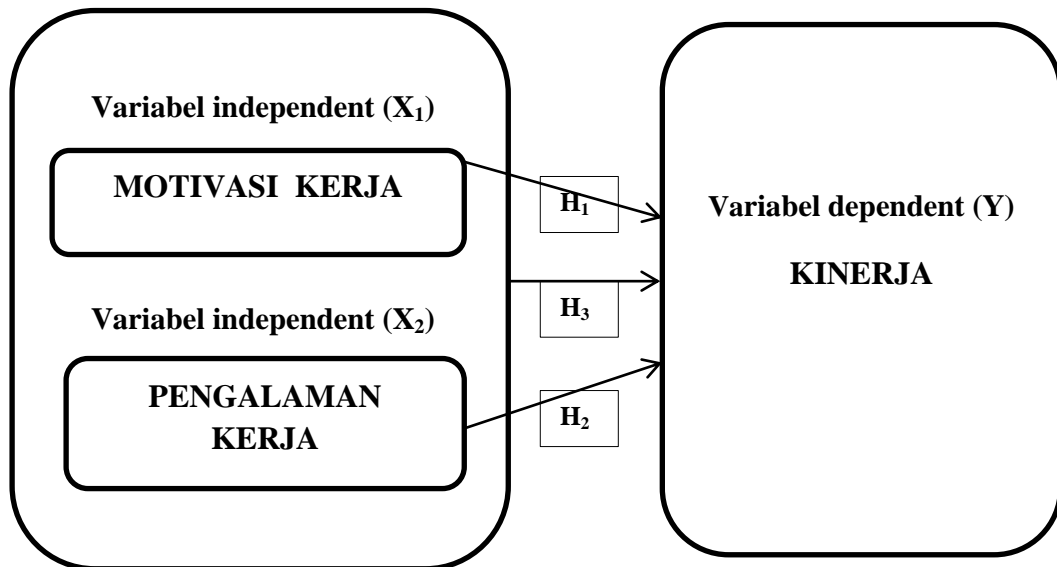 Variabel independent (X₁)
MOTIVASI KERJA
Variabel independent (X₂)
PENGALAMAN
KERJA
H₁
H₃
H₂
Variabel dependent (Y)
KINERJA